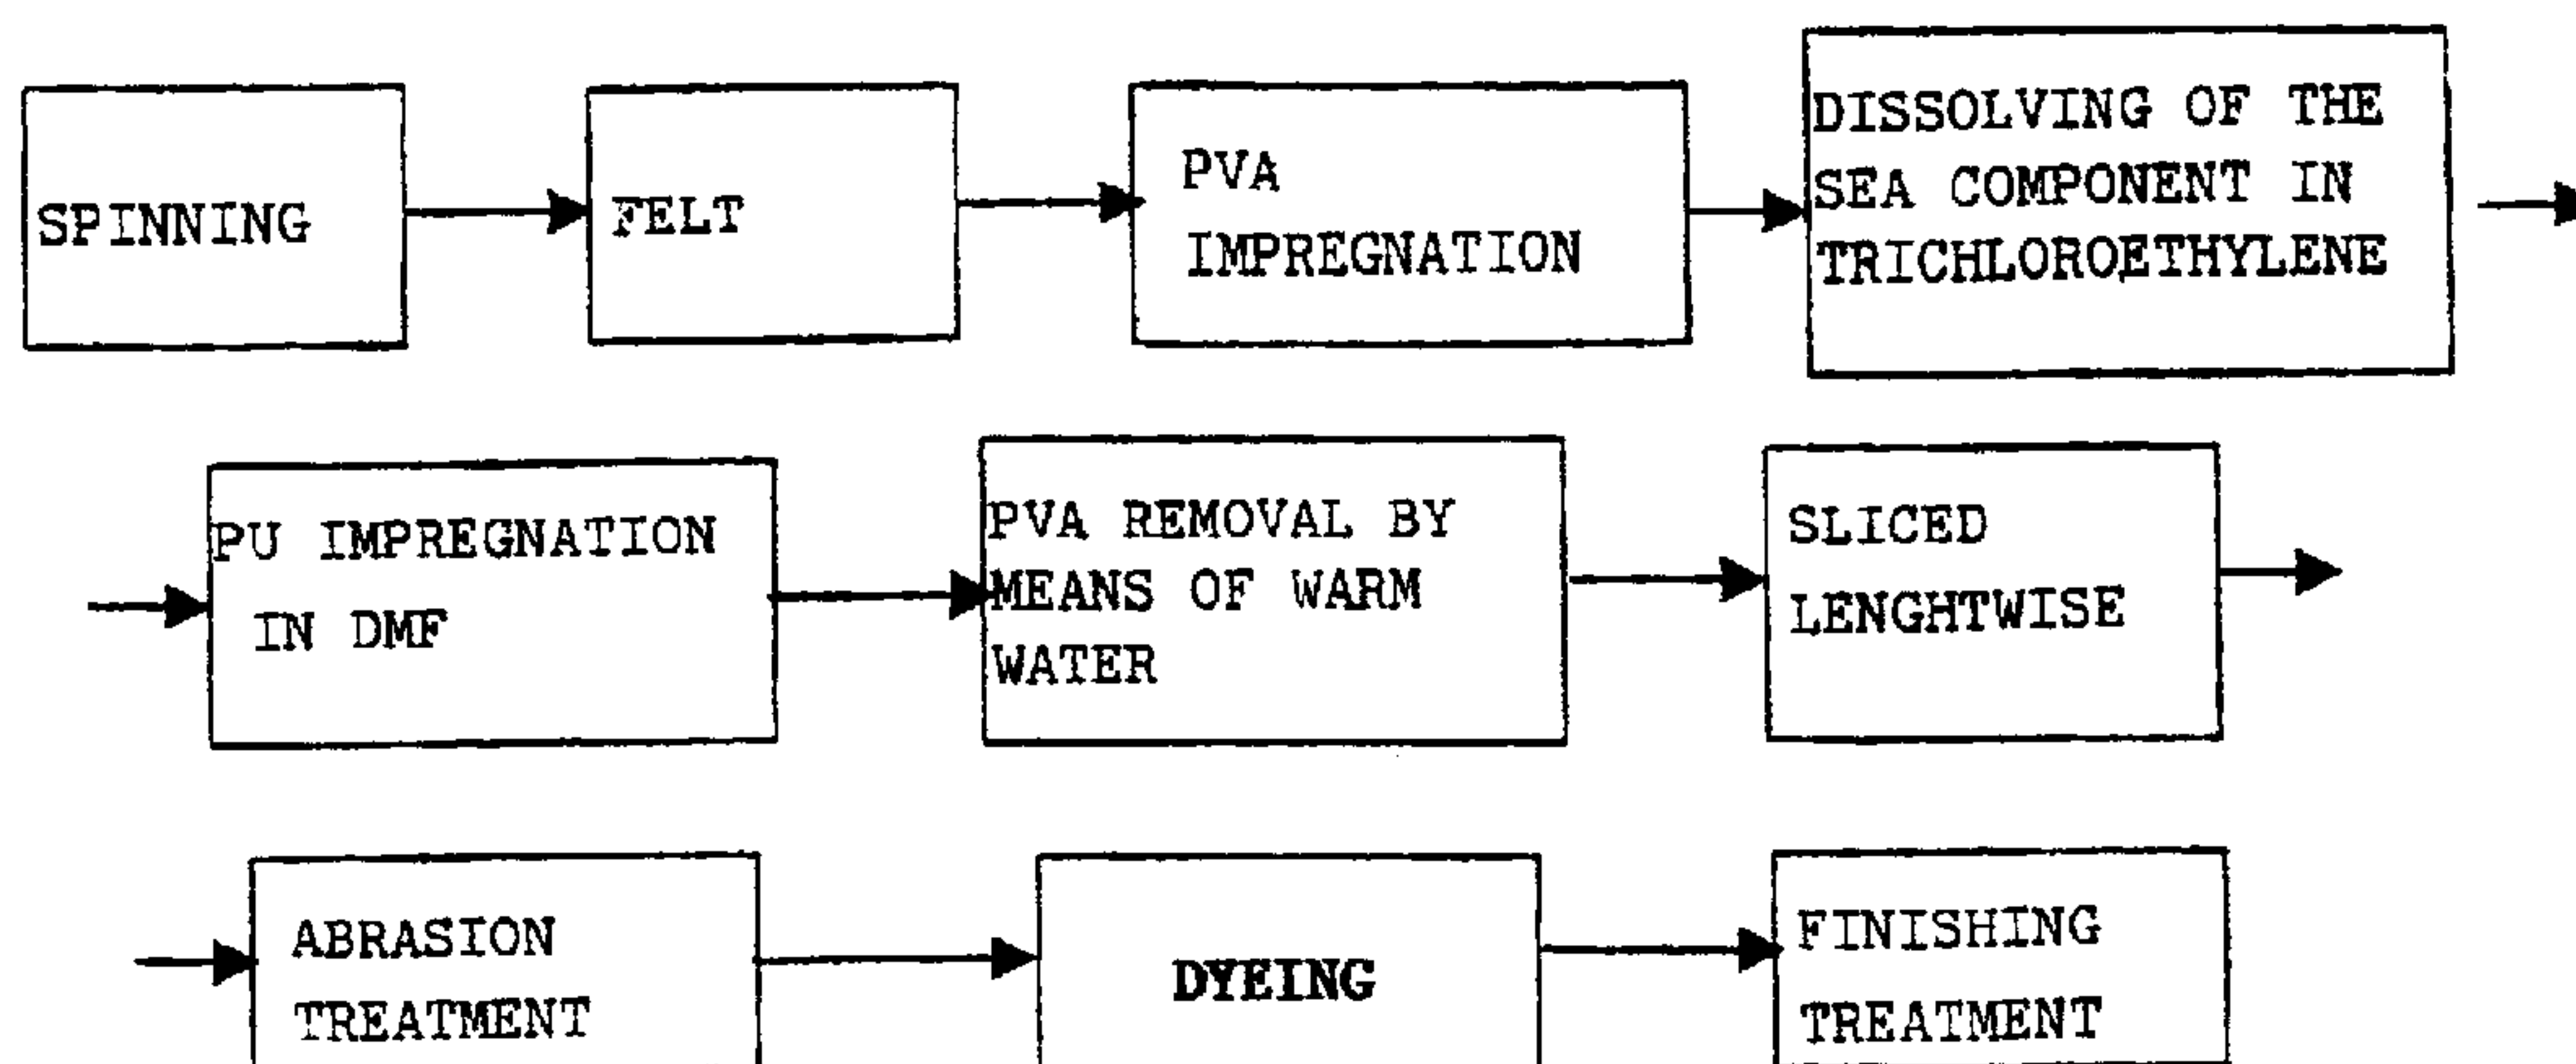 SPINNING
FELT
PVA
IMPREGNATION
DISSOLVING OF THE
SEA COMPONENT IN
TRICHLOROETHYLENE
PU IMPREGNATION
IN DMF
PVA REMOVAL BY
MEANS OF WARM
WATER
SLICED
LENGHTWISE
ABRASION
TREATMENT
DYEING
FINISHING
TREATMENT